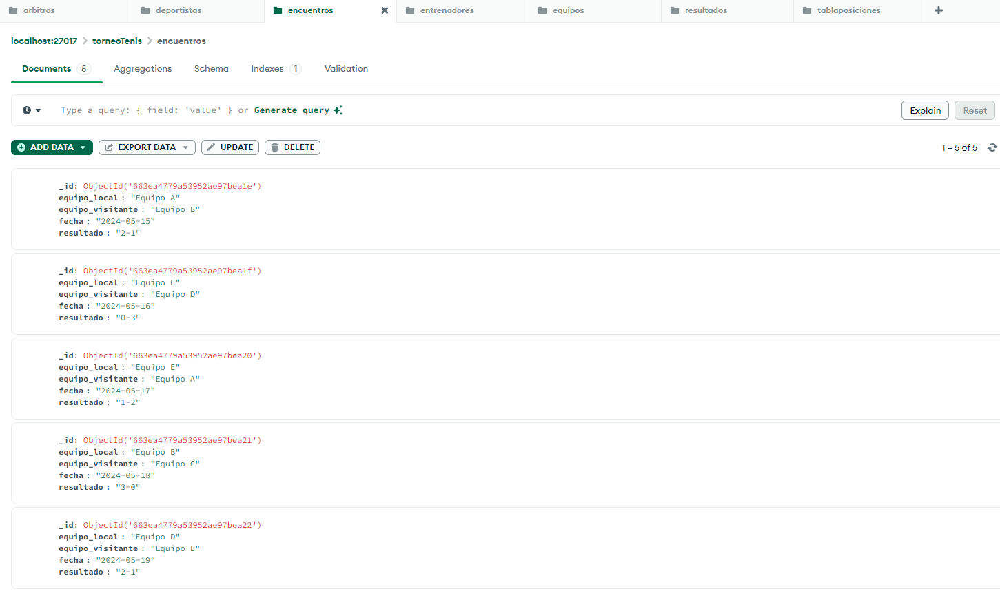 arbitros
deportistas
encuentros
entrenadores
equipos
resultados
tablaposiciones
localhost:27017 torneoTenis encuentros
Documents 5 Aggregations Schema Indexes 1 Validation
Type a query: { field: 'value' } or Generate query
Explain
Reset
ADD DATA
EXPORT DATA
UPDATE
DELETE
1 – 5 of 5
_id: ObjectId('663ea4779a53952ae97bea1e')
equipo_local : "Equipo A"
equipo_visitante : "Equipo B"
fecha : "2024-05-15"
resultado : "2-1"
_id: ObjectId('663ea4779a53952ae97bea1f')
equipo_local : "Equipo C"
equipo_visitante : "Equipo D"
fecha : "2024-05-16"
resultado : "0-3"
_id: ObjectId('663ea4779a53952ae97bea20')
equipo_local : "Equipo E"
equipo_visitante : "Equipo A"
fecha : "2024-05-17"
resultado : "1-2"
_id: ObjectId('663ea4779a53952ae97bea21')
equipo_local : "Equipo B"
equipo_visitante : "Equipo C"
fecha : "2024-05-18"
resultado : "3-0"
_id: ObjectId('663ea4779a53952ae97bea22')
equipo_local : "Equipo D"
equipo_visitante : "Equipo E"
fecha : "2024-05-19"
resultado : "2-1"